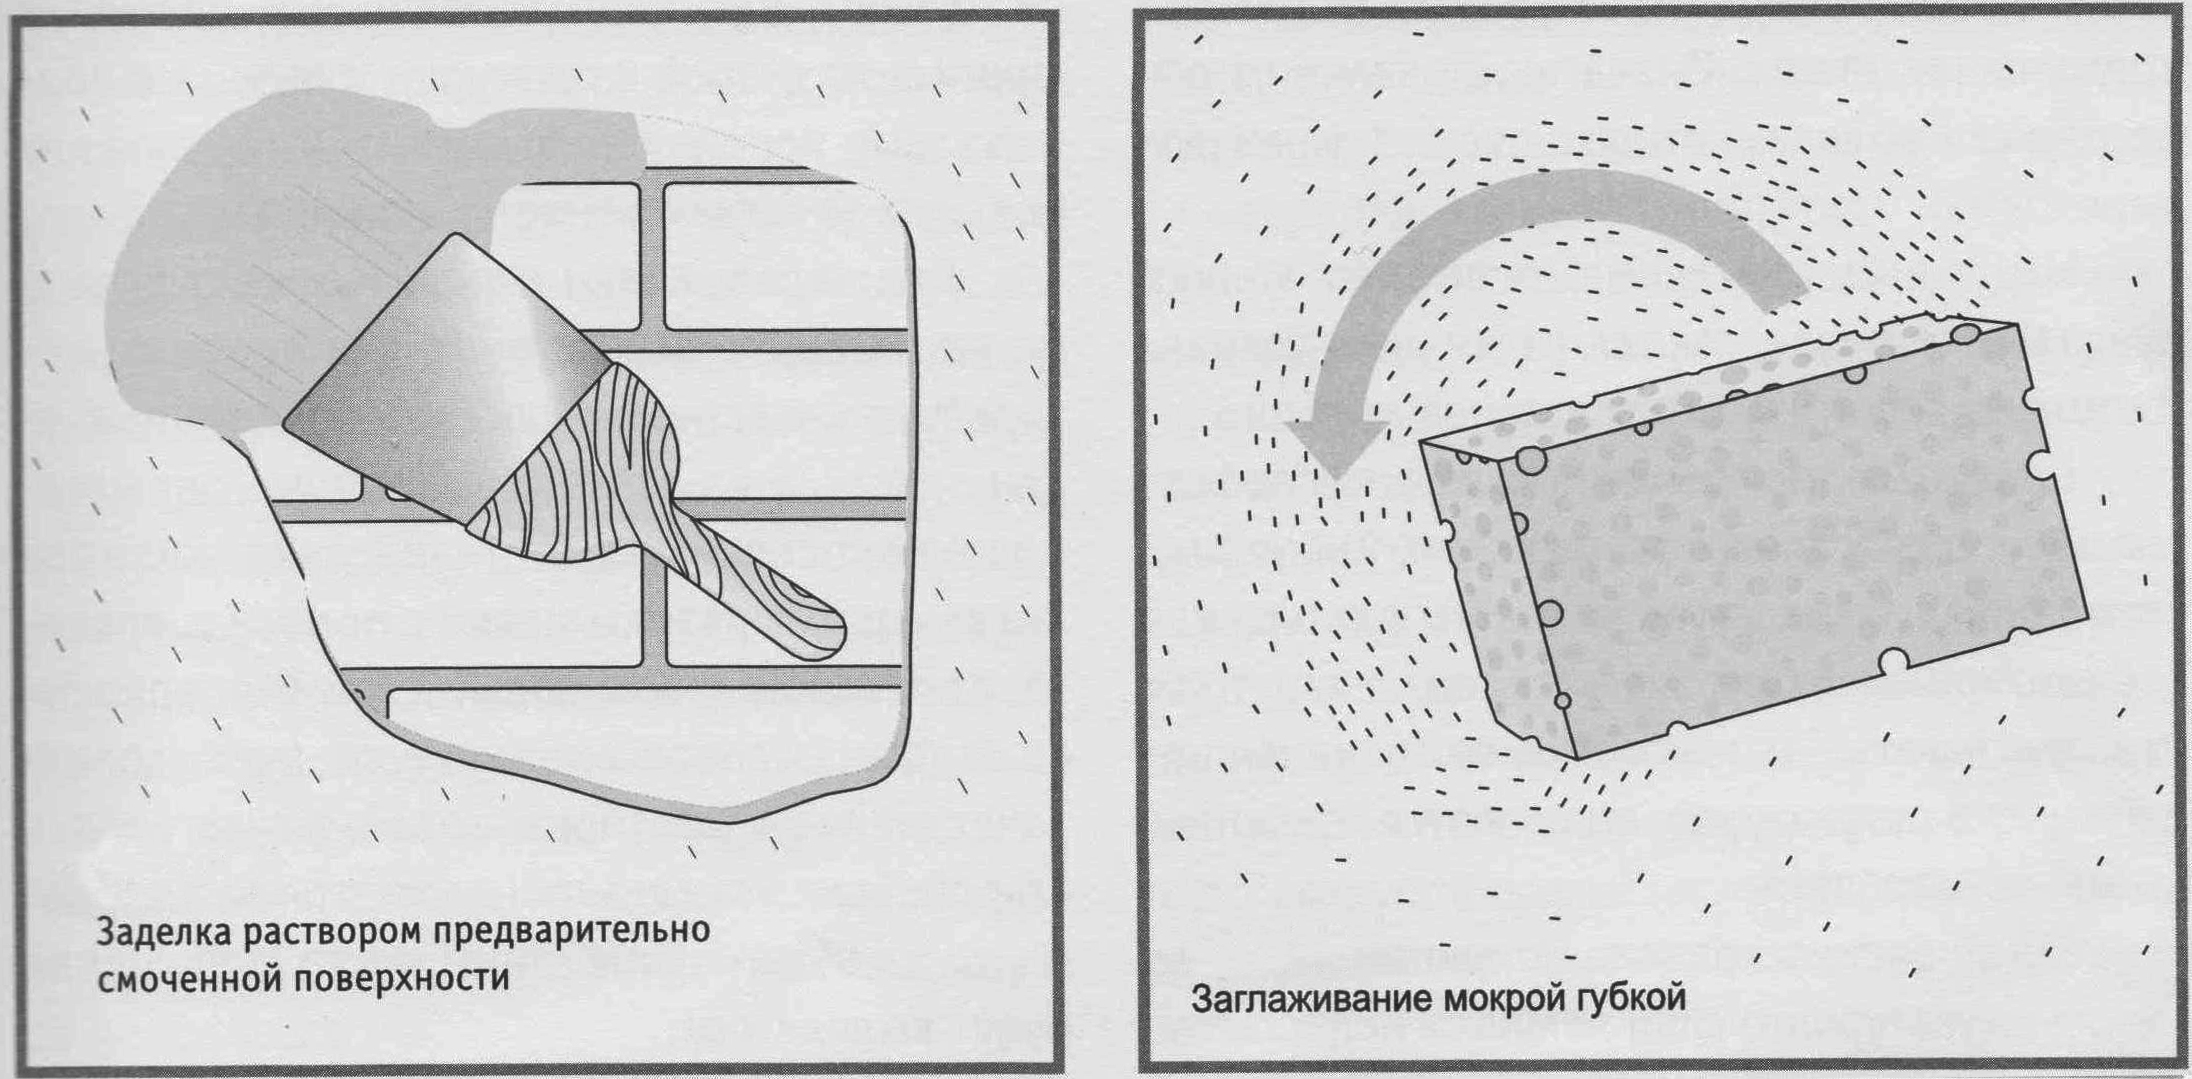 Заделка раствором предварительно
смоченной поверхности
Заглаживание мокрой губкой